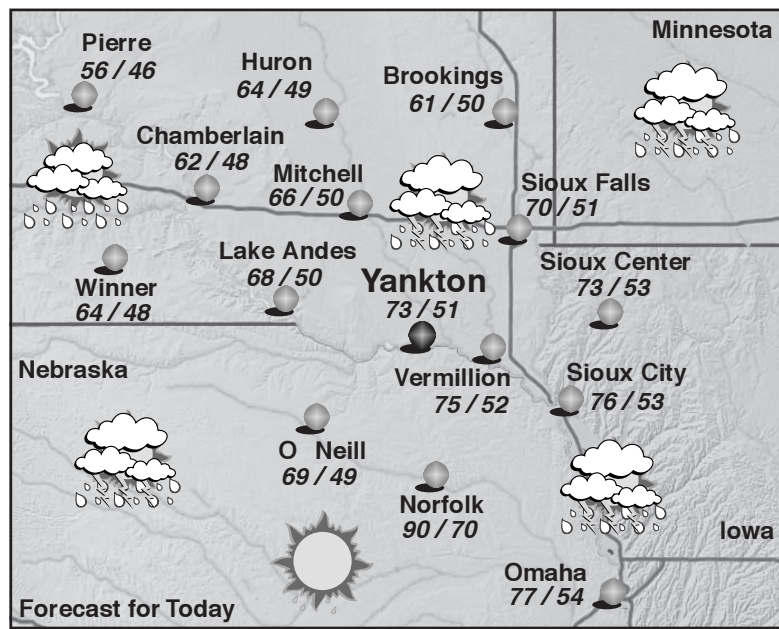 Minnesota
Pierre
56 / 46
Huron
64 / 49
Brookings
61 / 50
Chamberlain
62 / 48
Mitchell
66 / 50
Sioux Falls
70 / 51
Winner
64 / 48
Lake Andes
68 / 50
Yankton
73 / 51
Sioux Center
73 / 53
Nebraska
Vermillion
75 / 52
Sioux City
76 / 53
O Neill
69 / 49
Norfolk
90 / 70
Iowa
Omaha
77 / 54
Forecast for Today